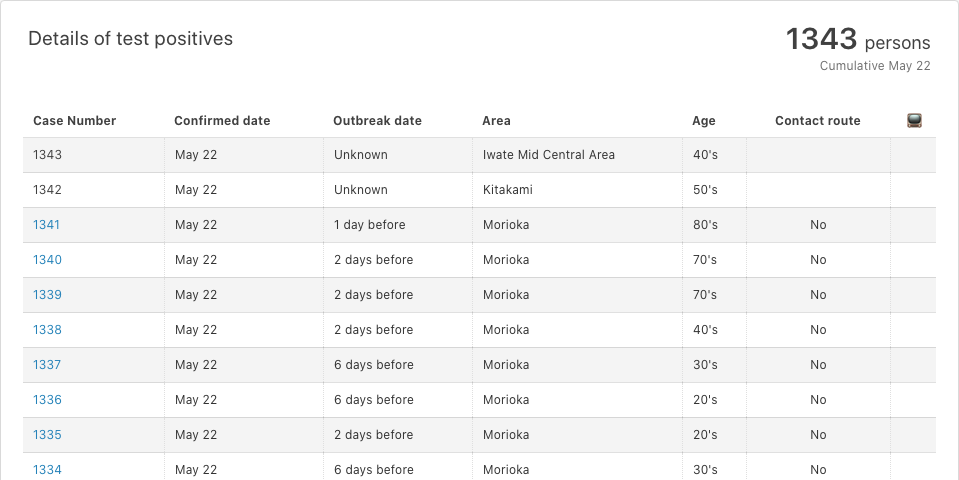 Details of test positives
1343 persons
Cumulative May 22
Case Number Confirmed date Outbreak date Area Age Contact route
1343 May 22 Unknown Iwate Mid Central Area 40's
1342 May 22 Unknown Kitakami 50's
1341 May 22 1 day before Morioka 80's No
1340 May 22 2 days before Morioka 70's No
1339 May 22 2 days before Morioka 70's No
1338 May 22 2 days before Morioka 40's No
1337 May 22 6 days before Morioka 30's No
1336 May 22 6 days before Morioka 20's No
1335 May 22 2 days before Morioka 20's No
1334 May 22 6 days before Morioka 30's No